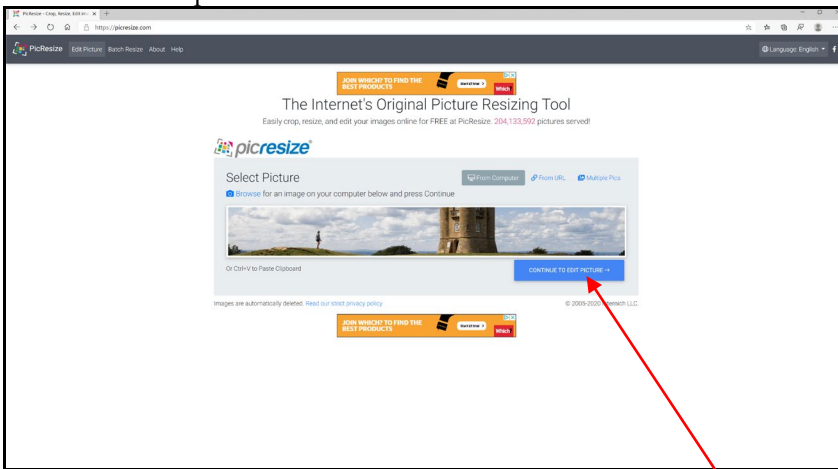 PicResize - Crop, Resize, Edit Im
https://picresize.com
PicResize Edit Picture Batch Resize About Help
Language: English
JOIN WHICH? TO FIND THE
BEST PRODUCTS
Which?
The Internet's Original Picture Resizing Tool
Easily crop, resize, and edit your images online for FREE at PicResize. 204,133,592 pictures served!
picresize
Select Picture
From Computer From URL Multiple Pics
Browse for an image on your computer below and press Continue
Or Ctrl+V to Paste Clipboard
CONTINUE TO EDIT PICTURE →
Images are automatically deleted. Read our strict privacy policy
© 2005-2020 LLC.
JOIN WHICH? TO FIND THE
BEST PRODUCTS
Which?